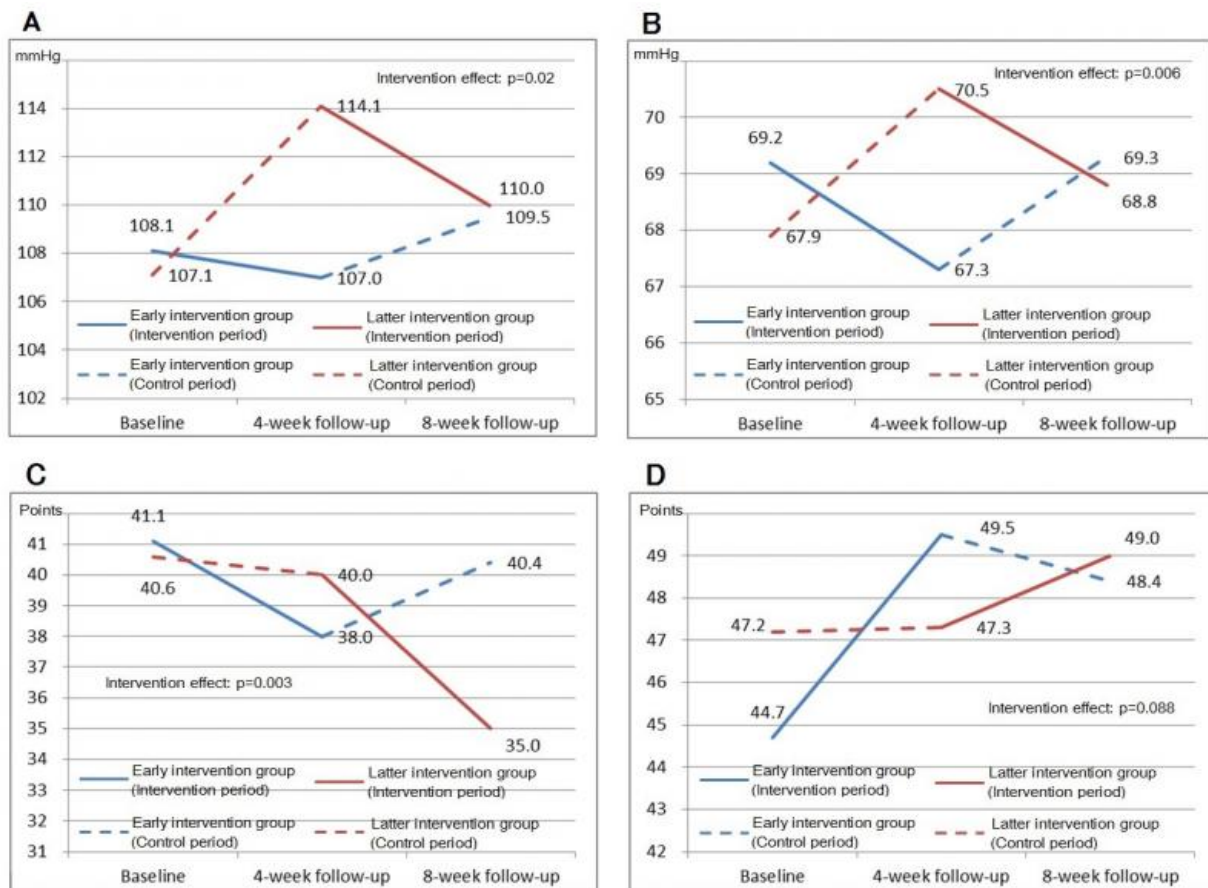 A
mmHg
Intervention effect: p=0.02
114
112
110
108
106
104
102
114.1
110.0
109.5
108.1
107.1
107.0
Early intervention group
(Intervention period)
Latter intervention group
(Intervention period)
Early intervention group
(Control period)
Latter intervention group
(Control period)
Baseline 4-week follow-up 8-week follow-up
B
mmHg
Intervention effect: p=0.006
70
69
68
67
66
65
70.5
69.2
69.3
68.8
67.9
67.3
Early intervention group
(Intervention period)
Latter intervention group
(Intervention period)
Early intervention group
(Control period)
Latter intervention group
(Control period)
Baseline 4-week follow-up 8-week follow-up
C
Points
41
40
39
38
37
36
35
34
33
32
31
41.1
40.6
40.0
40.4
38.0
Intervention effect: p=0.003
35.0
Early intervention group
(Intervention period)
Latter intervention group
(Intervention period)
Early intervention group
(Control period)
Latter intervention group
(Control period)
Baseline 4-week follow-up 8-week follow-up
D
Points
49
48
47
46
45
44
43
42
49.5
49.0
48.4
47.2
47.3
44.7
Intervention effect: p=0.088
Early intervention group
(Intervention period)
Latter intervention group
(Intervention period)
Early intervention group
(Control period)
Latter intervention group
(Control period)
Baseline 4-week follow-up 8-week follow-up